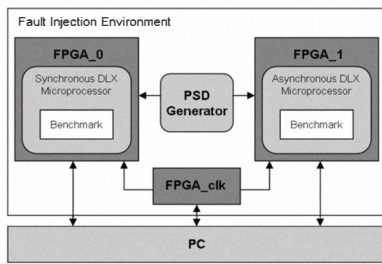 Fault Injection Environment
FPGA_0
Synchronous DLX
Microprocessor
Benchmark
PSD
Generator
FPGA_1
Asynchronous DLX
Microprocessor
Benchmark
FPGA_clk
PC